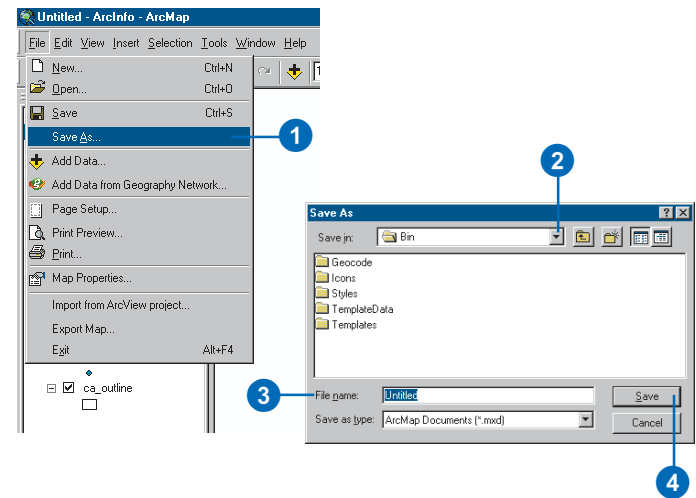 Untitled - ArcInfo - ArcMap
File Edit View Insert Selection Tools Window Help
New... Ctrl+N
Open... Ctrl+O
Save Ctrl+S
Save As...
1
Add Data...
Add Data from Geography Network...
Page Setup...
Print Preview...
Print...
Map Properties...
Import from ArcView project...
Export Map...
Exit Alt+F4
ca_outline
2
Save As
Save in: Bin
Geocode
Icons
Styles
TemplateData
Templates
3
File name: Untitled Save
Save as type: ArcMap Documents (*.mxd) Cancel
4